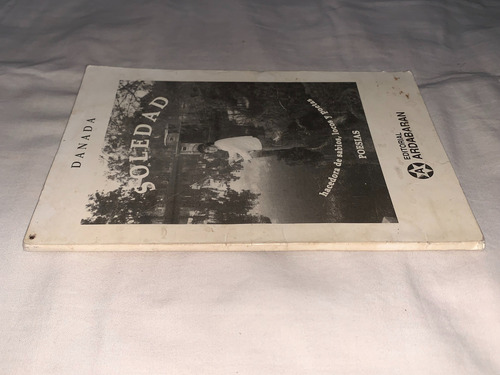 DANADA
SOLEDAD
hacedora de sabios, locos y poetas
POESIAS
EDITORIAL
ARDABARAN